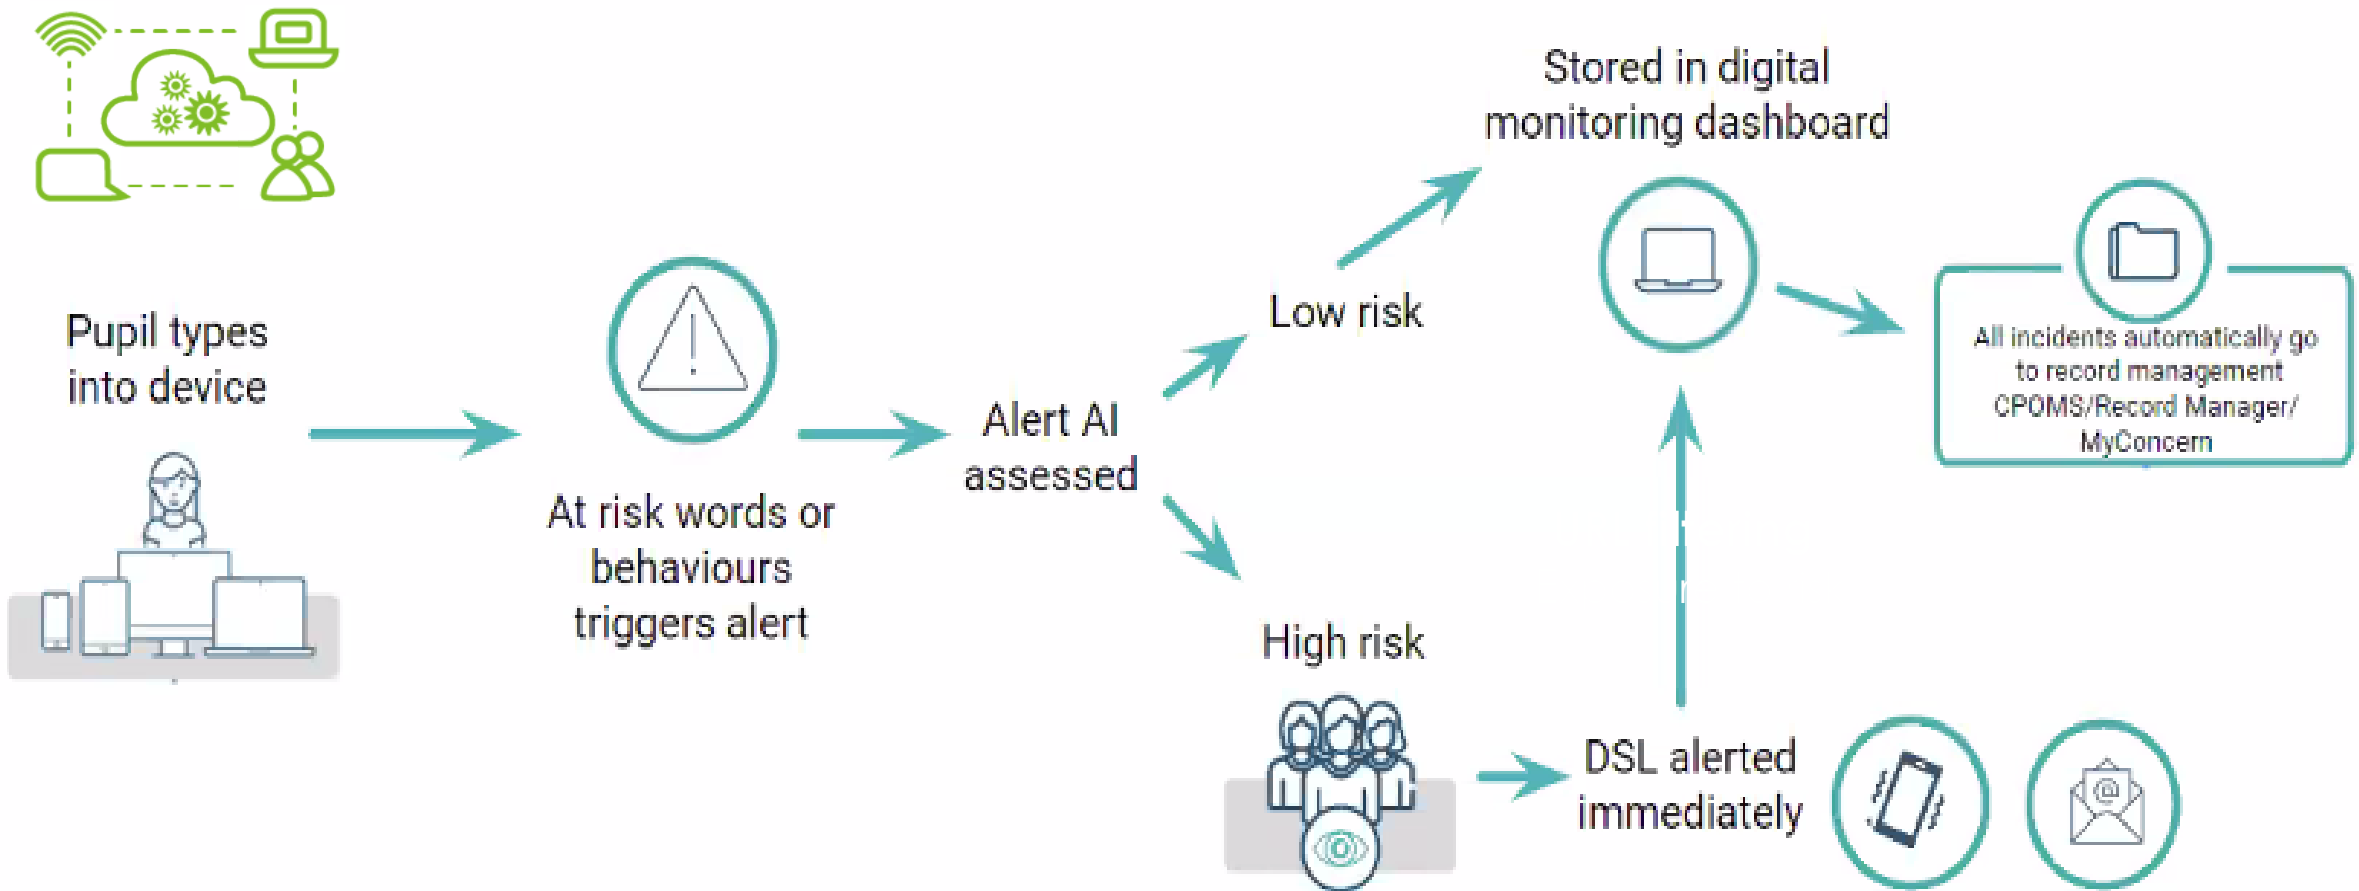 Pupil types
into device
At risk words or
behaviours
triggers alert
Alert AI
assessed
Low risk
High risk
Stored in digital
monitoring dashboard
DSL alerted
immediately
All incidents automatically go
to record management
CPOMS/Record Manager/
MyConcern